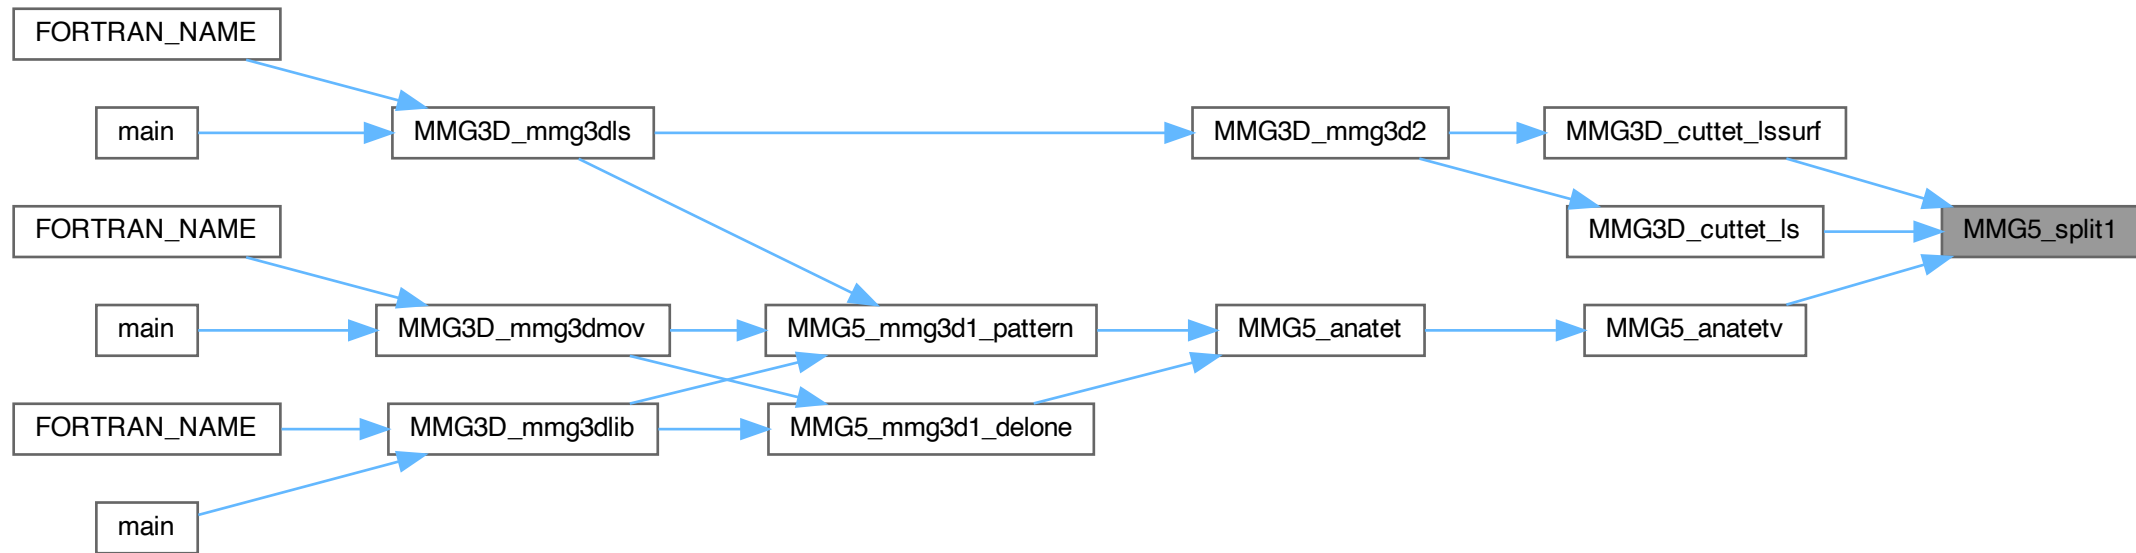 FORTRAN_NAME
main
MMG3D_mmg3dls
MMG3D_mmg3d2
MMG3D_cuttet_lssurf
FORTRAN_NAME
MMG3D_cuttet_ls
MMG5_split1
main
MMG3D_mmg3dmov
MMG5_mmg3d1_pattern
MMG5_anatet
MMG5_anatetv
FORTRAN_NAME
MMG3D_mmg3dlib
MMG5_mmg3d1_delone
main